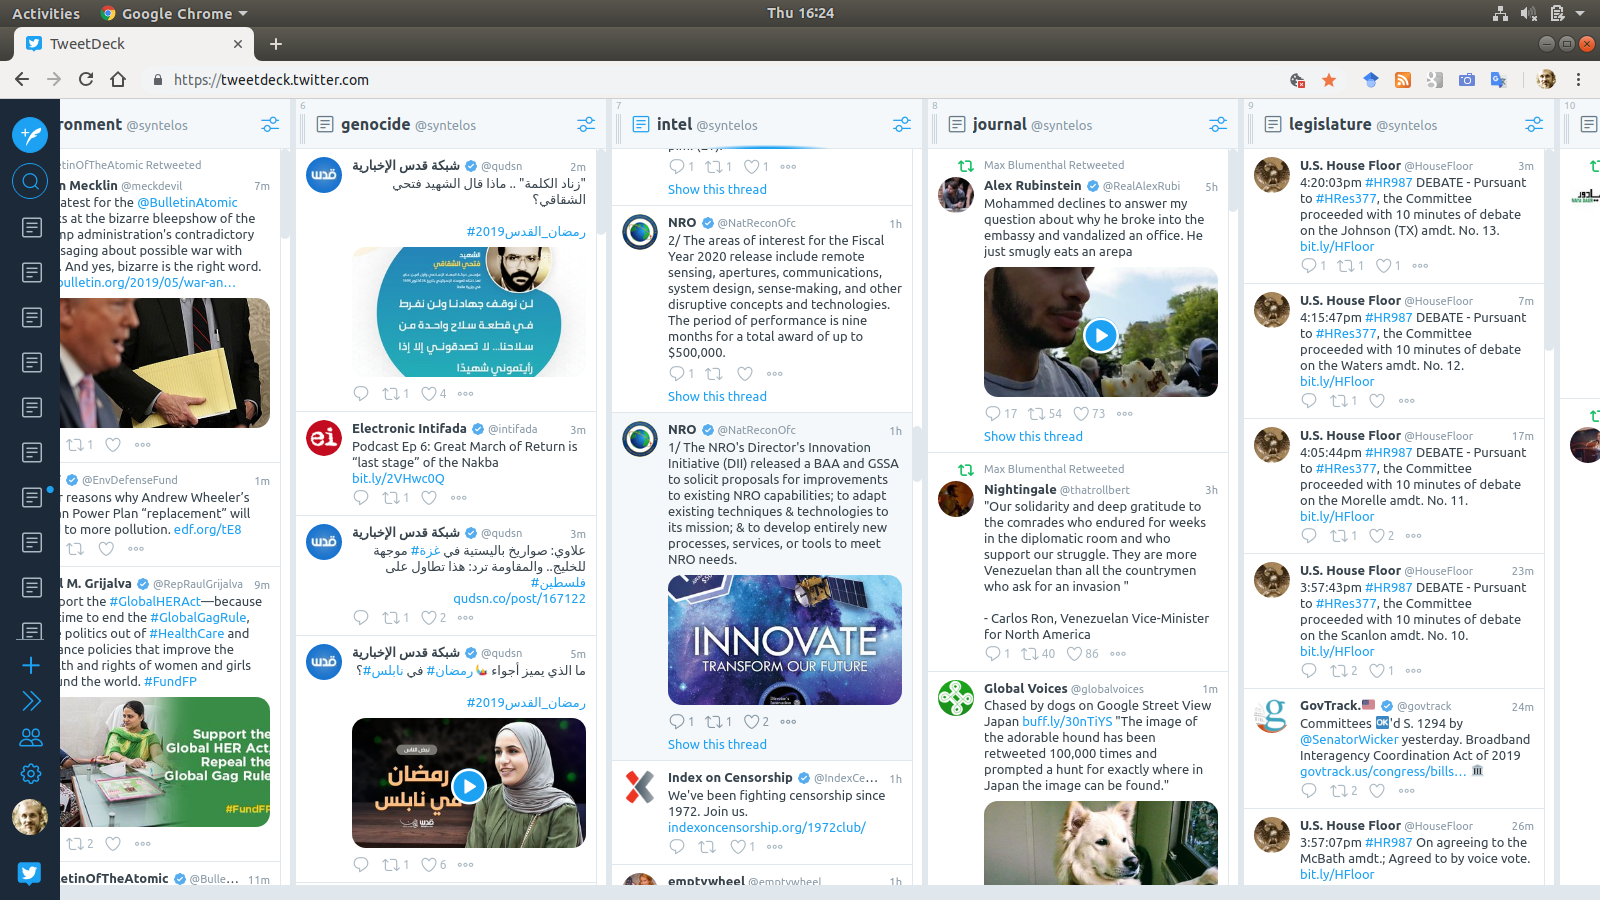 Activities
Google Chrome
Thu 16:24
TweetDeck
https://tweetdeck.twitter.com
ronment @syntelos
etinOfTheAtomic Retweeted
n Mecklin @meckdevil 7m
atest for the @BulletinAtomic
ks at the bizarre bleepshow of the
mp administration's contradictory
ssaging about possible war with
. And yes, bizarre is the right word.
bulletin.org/2019/05/war-an…
1
@EnvDefenseFund 1m
r reasons why Andrew Wheeler's
an Power Plan "replacement" will
to more pollution. edf.org/tE8
l M. Grijalva @RepRaulGrijalva 9m
port the #GlobalHERAct—because
time to end the #GlobalGagRule,
politics out of #HealthCare and
ance policies that improve the
lth and rights of women and girls
und the world. #FundFP
Support the
Global HER Act,
Repeal the
Global Gag Rule
#FundFP
2
etinOfTheAtomic @Bulle… 11m
6
genocide @syntelos
شبكة قدس الإخبارية @qudsn 2m
"زناد الكلمة" .. ماذا قال الشهيد فتحي
الشقاقي؟
#رمضان_القدس2019
الشهيد
فتحي الشقاقي
لن نوقف جهادنا ولن نفرط
في قطعة سلاح واحدة من
سلاحنا... لا تصدقوني إلا إذا
رأيتموني شهيدًا
1 4
Electronic Intifada @intifada 3m
ei
Podcast Ep 6: Great March of Return is
"last stage" of the Nakba
bit.ly/2VHwc0Q
1
شبكة قدس الإخبارية @qudsn 3m
علاوي: صواريخ باليستية في #غزة موجهة
للخليج.. والمقاومة ترد: هذا تطاول على
#فلسطين
qudsn.co/post/167122
1 2
شبكة قدس الإخبارية @qudsn 5m
ما الذي يميز أجواء #رمضان في #نابلس؟
#رمضان_القدس2019
نبض الناس
رمضان
في نابلس
قدس
1 6
7
intel @syntelos
1 1 1
Show this thread
NRO @NatReconOfc 1h
2/ The areas of interest for the Fiscal
Year 2020 release include remote
sensing, apertures, communications,
system design, sense-making, and other
disruptive concepts and technologies.
The period of performance is nine
months for a total award of up to
$500,000.
1
Show this thread
NRO @NatReconOfc 1h
1/ The NRO's Director's Innovation
Initiative (DII) released a BAA and GSSA
to solicit proposals for improvements
to existing NRO capabilities; to adapt
existing techniques & technologies to
its mission; & to develop entirely new
processes, services, or tools to meet
NRO needs.
INNOVATE
TRANSFORM OUR FUTURE
1 1 2
Show this thread
Index on Censorship @IndexCe… 1h
We've been fighting censorship since
1972. Join us.
indexoncensorship.org/1972club/
1
emptywheel @emptywheel 1h
8
journal @syntelos
Max Blumenthal Retweeted
Alex Rubinstein @RealAlexRubi 5h
Mohammed declines to answer my
question about why he broke into the
embassy and vandalized an office. He
just smugly eats an arepa
17 54 73
Show this thread
Max Blumenthal Retweeted
Nightingale @thatrollbert 3h
"Our solidarity and deep gratitude to
the comrades who endured for weeks
in the diplomatic room and who
support our struggle. They are more
Venezuelan than all the countrymen
who ask for an invasion "
- Carlos Ron, Venezuelan Vice-Minister
for North America
1 40 86
Global Voices @globalvoices 1m
Chased by dogs on Google Street View
Japan buff.ly/30nTiYS "The image of
the adorable hound has been
retweeted 100,000 times and
prompted a hunt for exactly where in
Japan the image can be found."
9
legislature @syntelos
U.S. House Floor @HouseFloor 3m
4:20:03pm #HR987 DEBATE - Pursuant
to #HRes377, the Committee
proceeded with 10 minutes of debate
on the Johnson (TX) amdt. No. 13.
bit.ly/HFloor
1 1 1
U.S. House Floor @HouseFloor 7m
4:15:47pm #HR987 DEBATE - Pursuant
to #HRes377, the Committee
proceeded with 10 minutes of debate
on the Waters amdt. No. 12.
bit.ly/HFloor
1
U.S. House Floor @HouseFloor 17m
4:05:44pm #HR987 DEBATE - Pursuant
to #HRes377, the Committee
proceeded with 10 minutes of debate
on the Morelle amdt. No. 11.
bit.ly/HFloor
1 2
U.S. House Floor @HouseFloor 23m
3:57:43pm #HR987 DEBATE - Pursuant
to #HRes377, the Committee
proceeded with 10 minutes of debate
on the Scanlon amdt. No. 10.
bit.ly/HFloor
2 1
GovTrack.🇺🇸 @govtrack 24m
Committees 🆗'd S. 1294 by
@SenatorWicker yesterday. Broadband
Interagency Coordination Act of 2019
govtrack.us/congress/bills… 🏛
2
U.S. House Floor @HouseFloor 26m
3:57:07pm #HR987 On agreeing to the
McBath amdt.; Agreed to by voice vote.
bit.ly/HFloor
10